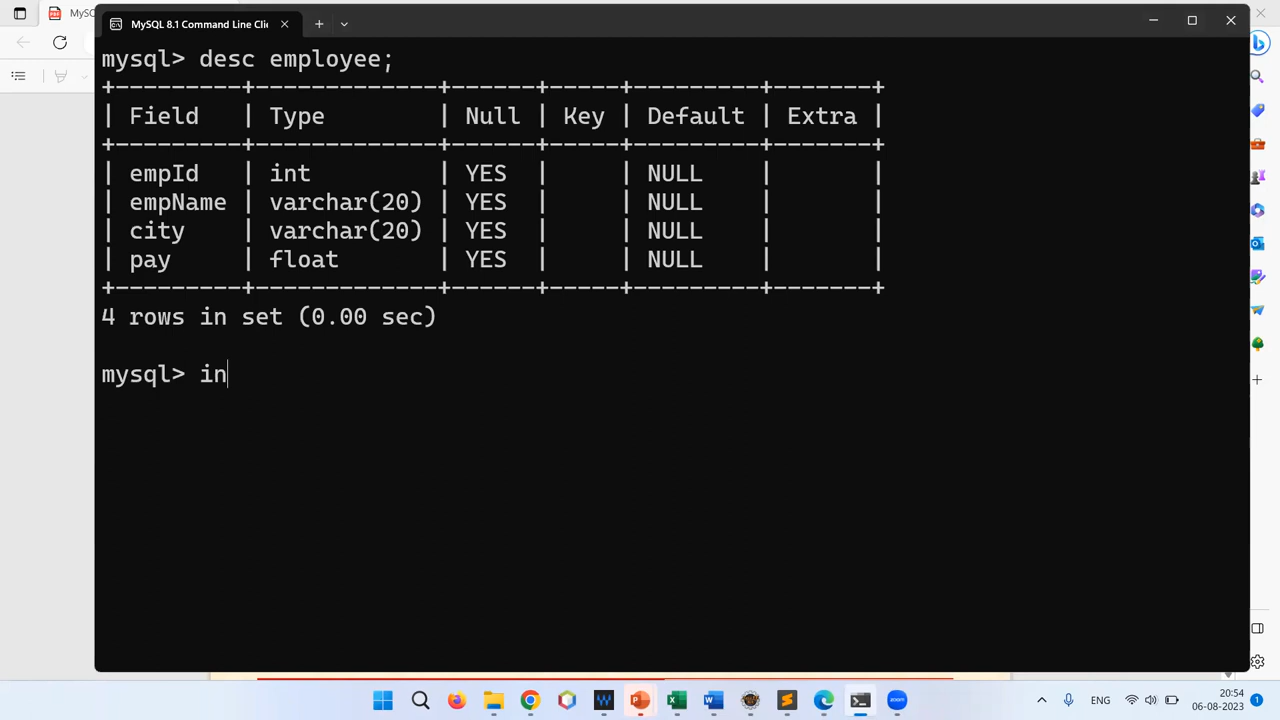 MyS
MySQL 8.1 Command Line Clie
mysql> desc employee;
+---------+-------------+------+-----+---------+-------+
| Field   | Type        | Null | Key | Default | Extra |
+---------+-------------+------+-----+---------+-------+
| empId   | int         | YES  |     | NULL    |       |
| empName | varchar(20) | YES  |     | NULL    |       |
| city    | varchar(20) | YES  |     | NULL    |       |
| pay     | float       | YES  |     | NULL    |       |
+---------+-------------+------+-----+---------+-------+
4 rows in set (0.00 sec)
mysql> in
ENG
20:54
06-08-2023
1